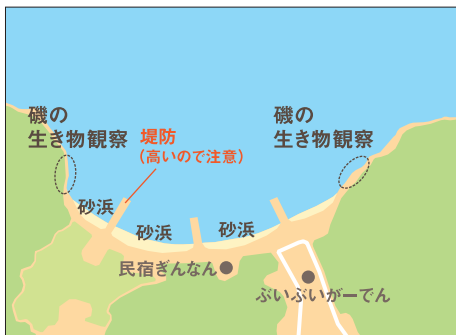 磯の
生き物観察
磯の
生き物観察
堤防
（高いので注意）
砂浜
砂浜
砂浜
民宿ぎんなん
ぶいぶいがーでん